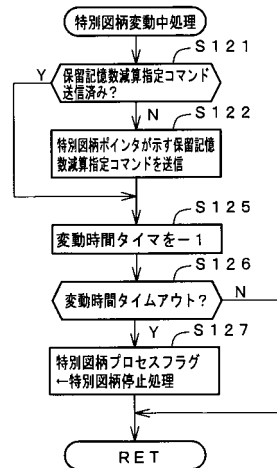 特別図柄変動中処理
S121
保留記憶数減算指定コマンド
送信済み?
Y
N
S122
特別図柄ポインタが示す保留記憶
数減算指定コマンドを送信
S125
変動時間タイマを-1
S126
変動時間タイムアウト?
N
Y
S127
特別図柄プロセスフラグ
←特別図柄停止処理
RET